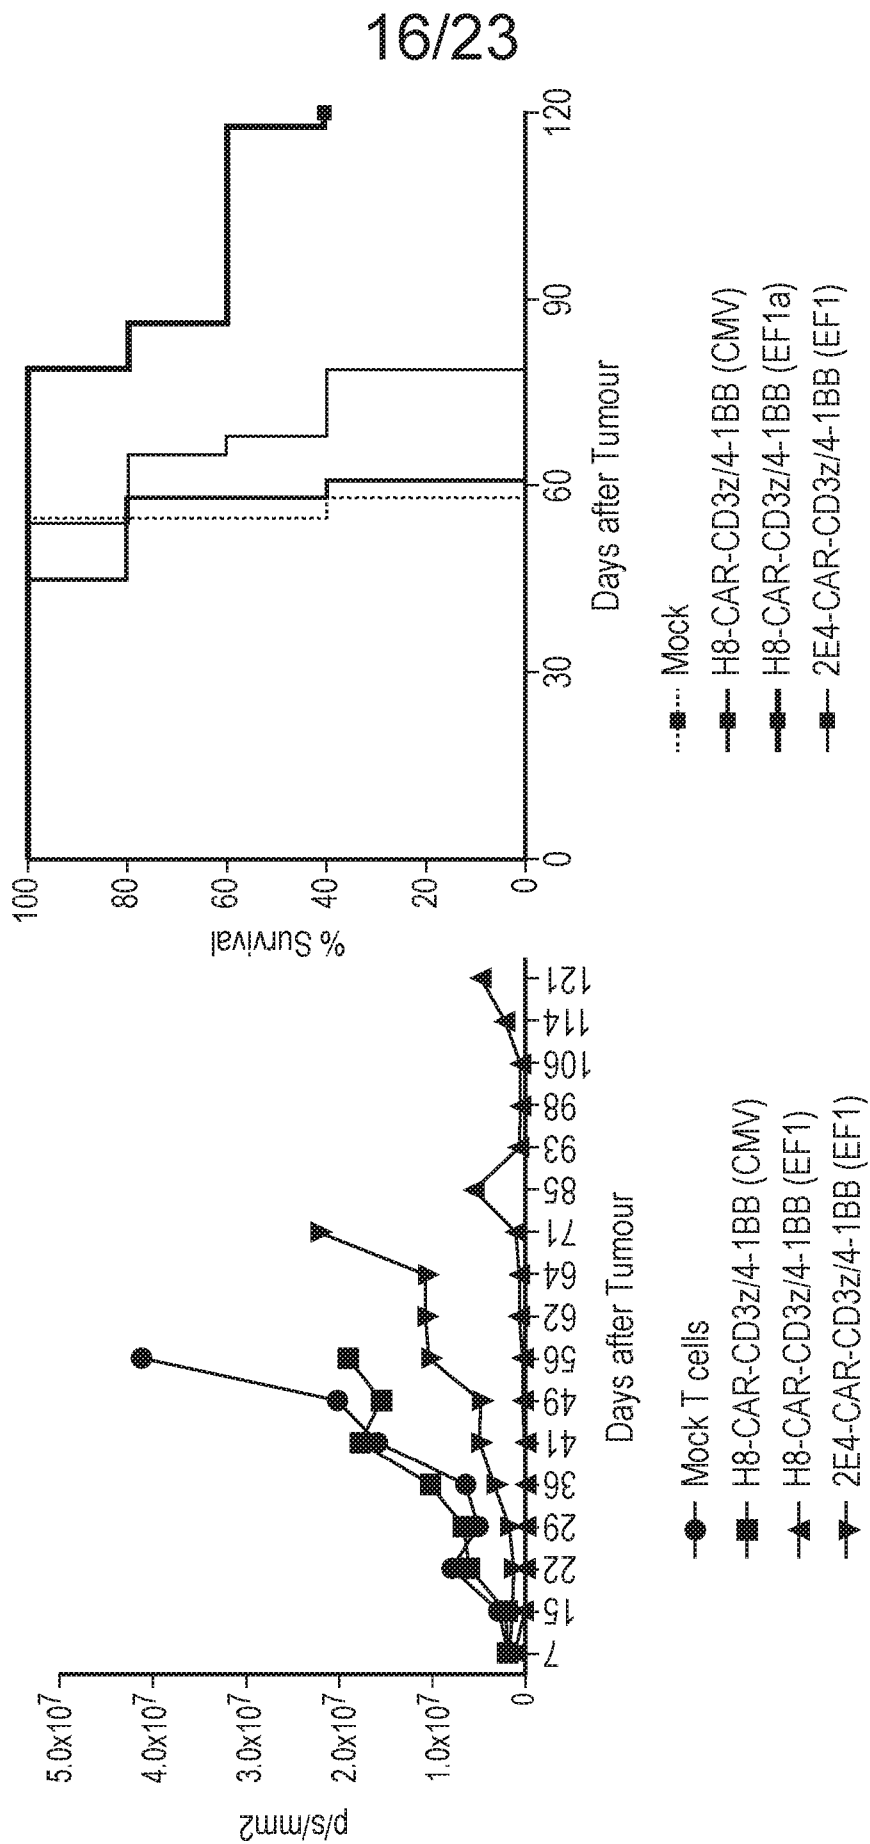 16/23
p/s/mm2
5.0x10⁷
4.0x10⁷
3.0x10⁷
2.0x10⁷
1.0x10⁷
0
7 15 22 29 36 41 49 56 62 64 71 85 93 98 106 114 121
Days after Tumour
Mock T cells
H8-CAR-CD3z/4-1BB (CMV)
H8-CAR-CD3z/4-1BB (EF1)
2E4-CAR-CD3z/4-1BB (EF1)
% Survival
100
80
60
40
20
0
0 30 60 90 120
Days after Tumour
Mock
H8-CAR-CD3z/4-1BB (CMV)
H8-CAR-CD3z/4-1BB (EF1a)
2E4-CAR-CD3z/4-1BB (EF1)